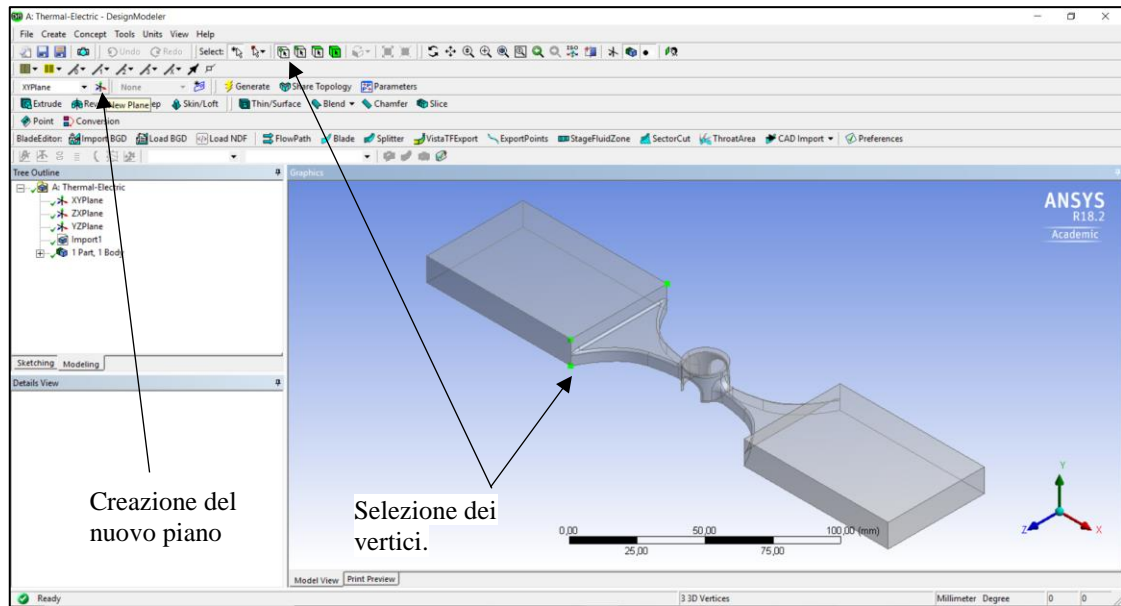 A: Thermal-Electric - DesignModeler
File Create Concept Tools Units View Help
Undo Redo Select:
XYPlane None Generate Share Topology Parameters
Extrude Rev New Plane ep Skin/Loft Thin/Surface Blend Chamfer Slice
Point Conversion
BladeEditor: Import BGD Load BGD Load NDF FlowPath Blade Splitter VistaTFExport ExportPoints StageFluidZone SectorCut ThroatArea CAD Import Preferences
Tree Outline
Graphics
A: Thermal-Electric
XYPlane
ZXPlane
YZPlane
Import1
1 Part, 1 Body
ANSYS
R18.2
Academic
Sketching Modeling
Details View
Creazione del
nuovo piano
Selezione dei
vertici.
0,00 50,00 100,00 (mm)
25,00 75,00
Y
Z X
Model View Print Preview
Ready 3 3D Vertices Millimeter Degree 0 0